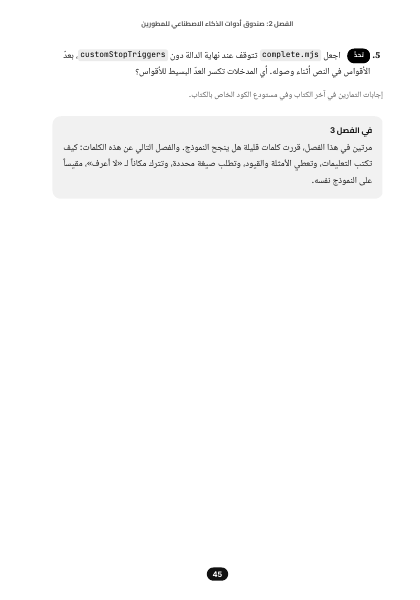 الفصل 2: صندوق أدوات الذكاء الاصطناعي للمطورين
5. تحدٍّ اجعل complete.mjs تتوقف عند نهاية الدالة دون customStopTriggers، بعدّ
الأقواس في النص أثناء وصوله. أي المدخلات تكسر العدّ البسيط للأقواس؟
إجابات التمارين في آخر الكتاب وفي مستودع الكود الخاص بالكتاب.
في الفصل 3
مرتين في هذا الفصل، قررت كلمات قليلة هل ينجح النموذج. والفصل التالي عن هذه الكلمات: كيف
تكتب التعليمات، وتعطي الأمثلة والقيود، وتطلب صيغة محددة، وتترك مكاناً لـ «لا أعرف»، مقيساً
على النموذج نفسه.
45